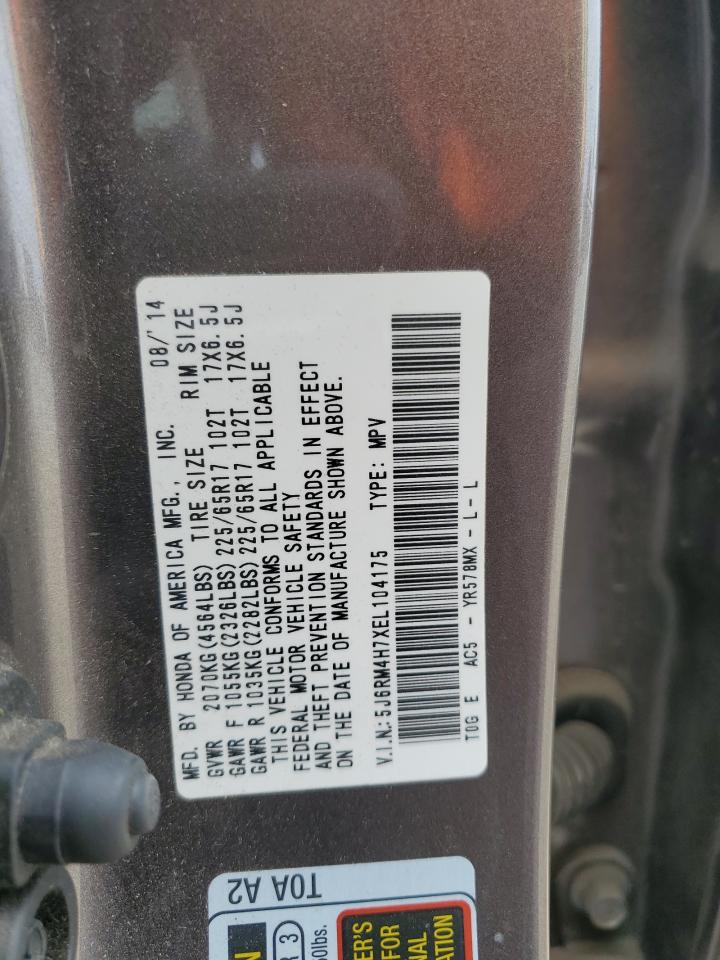 MFD. BY HONDA OF AMERICA MFG., INC. 08/'14
GVWR 2070KG(4564LBS) TIRE SIZE RIM SIZE
GAWR F 1055KG(2326LBS)225/65R17 102T 17X6.5J
GAWR R 1035KG(2282LBS)225/65R17 102T 17X6.5J
THIS VEHICLE CONFORMS TO ALL APPLICABLE
FEDERAL MOTOR VEHICLE SAFETY
AND THEFT PREVENTION STANDARDS IN EFFECT
ON THE DATE OF MANUFACTURE SHOWN ABOVE.
V.I.N.:5J6RM4H7XEL104175 TYPE: MPV
T0G E AC5 - YR578MX - L - L
T0A A2
3